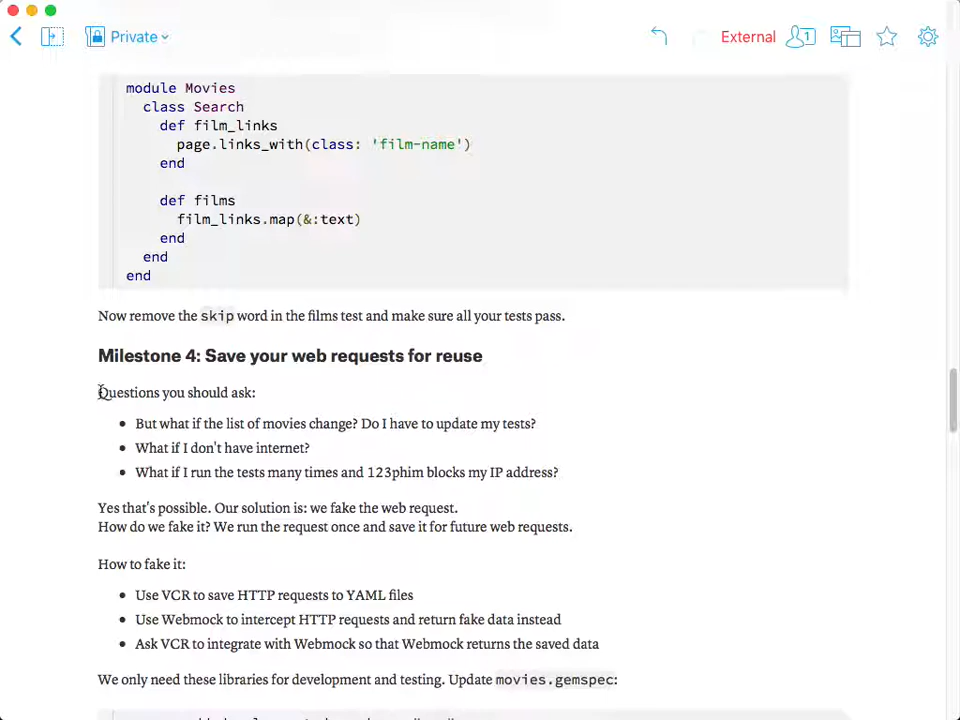 Private
External
1
module Movies
class Search
def film_links
page.links_with(class: 'film-name')
end
def films
film_links.map(&:text)
end
end
end
Now remove the skip word in the films test and make sure all your tests pass.
Milestone 4: Save your web requests for reuse
Questions you should ask:
• But what if the list of movies change? Do I have to update my tests?
• What if I don't have internet?
• What if I run the tests many times and 123phim blocks my IP address?
Yes that's possible. Our solution is: we fake the web request.
How do we fake it? We run the request once and save it for future web requests.
How to fake it:
• Use VCR to save HTTP requests to YAML files
• Use Webmock to intercept HTTP requests and return fake data instead
• Ask VCR to integrate with Webmock so that Webmock returns the saved data
We only need these libraries for development and testing. Update movies.gemspec: